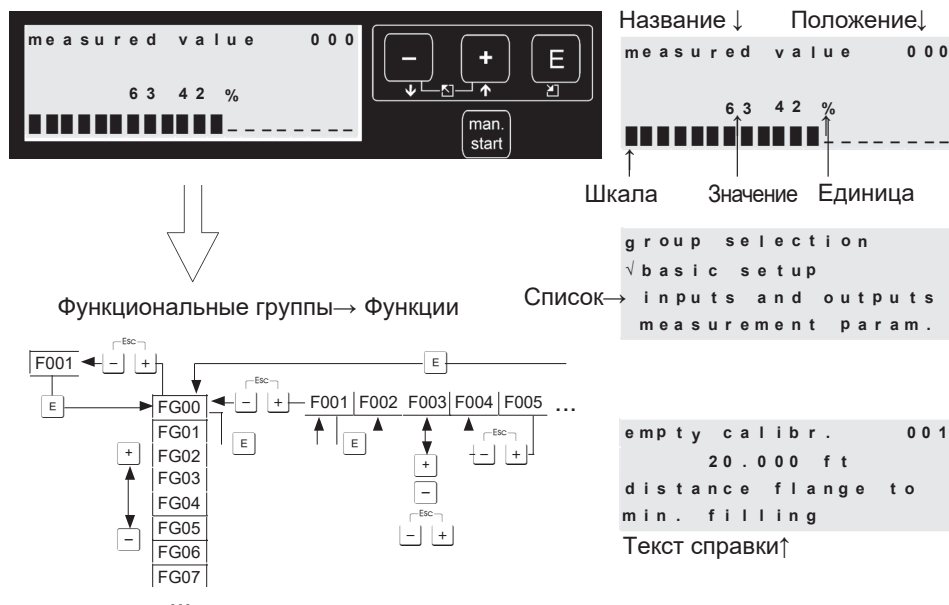 measured value 000
63 42 %
− + E
man.
start
Название ↓ Положение↓
measured value 000
63 42 %
Шкала Значение Единица
group selection
√ basic setup
Список→ inputs and outputs
measurement param.
Функциональные группы→ Функции
Esc
F001 − +
E
E
Esc
FG00 − + F001 F002 F003 F004 F005 ...
FG01 E E
Esc
− +
+ FG02
FG03 +
FG04 −
− FG05
Esc
− +
FG06
FG07
...
empty calibr. 001
20.000 ft
distance flange to
min. filling
Текст справки↑